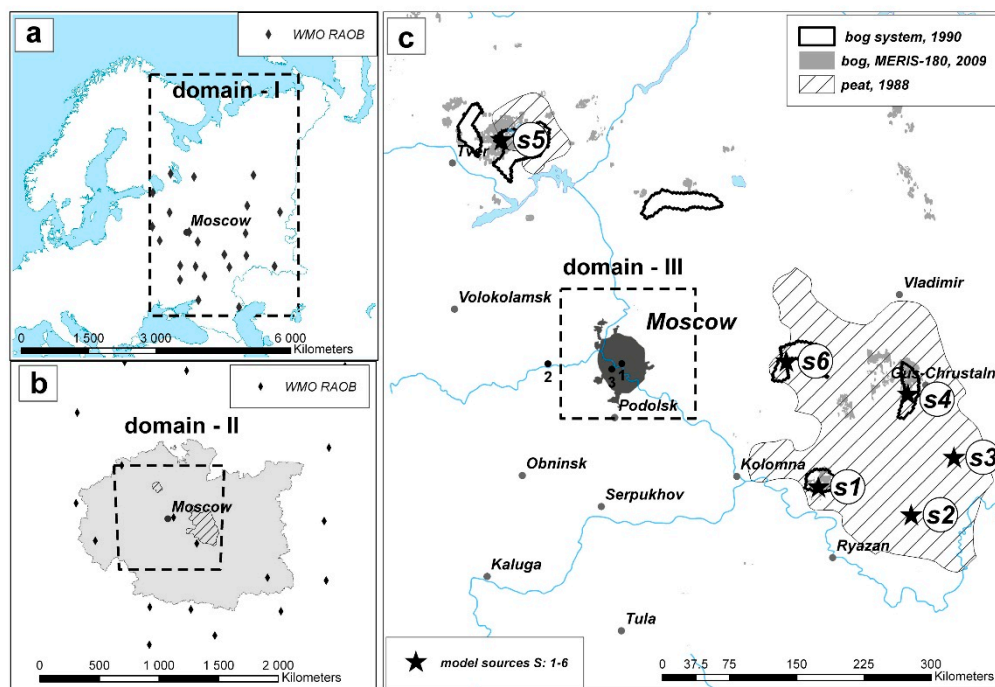 a
WMO RAOB
domain - I
Moscow
0 1 500 3 000 6 000
Kilometers
b
WMO RAOB
domain - II
Moscow
0 500 1 000 2 000
Kilometers
c
bog system, 1990
bog, MERIS-180, 2009
peat, 1988
s5
Tver
domain - III
Vladimir
Volokolamsk
Moscow
s6
Gus-Chrustaln
1
2
3
s4
Podolsk
s3
Obninsk
Kolomna
s1
Serpukhov
s2
Ryazan
Kaluga
Tula
model sources S: 1-6
0 37.5 75 150 225 300
Kilometers